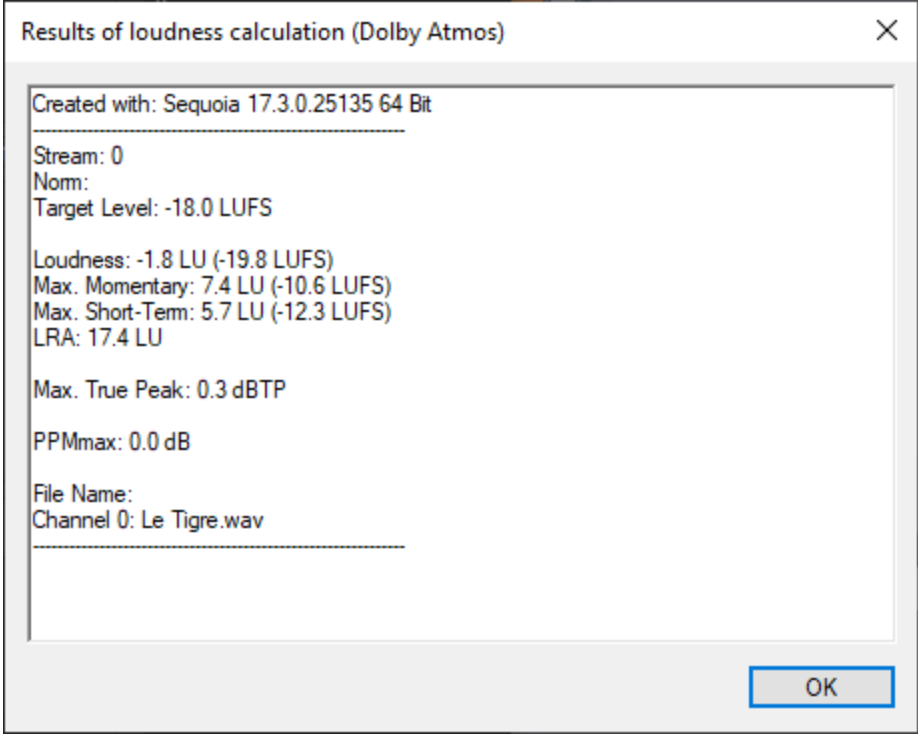 Results of loudness calculation (Dolby Atmos)
Created with: Sequoia 17.3.0.25135 64 Bit
Stream: 0
Norm:
Target Level: -18.0 LUFS
Loudness: -1.8 LU (-19.8 LUFS)
Max. Momentary: 7.4 LU (-10.6 LUFS)
Max. Short-Term: 5.7 LU (-12.3 LUFS)
LRA: 17.4 LU
Max. True Peak: 0.3 dBTP
PPMmax: 0.0 dB
File Name:
Channel 0: Le Tigre.wav
OK